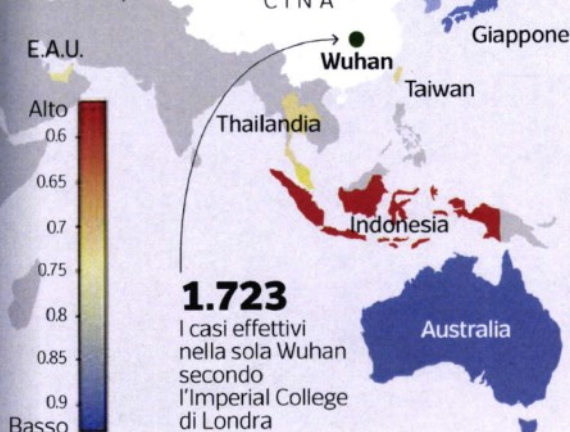 CINA
Giappone
E.A.U.
Wuhan
Taiwan
Alto
0.6
Thailandia
0.65
0.7
Indonesia
0.75
1.723
I casi effettivi
nella sola Wuhan
secondo
l'Imperial College
di Londra
0.8
Australia
0.85
0.9
Basso